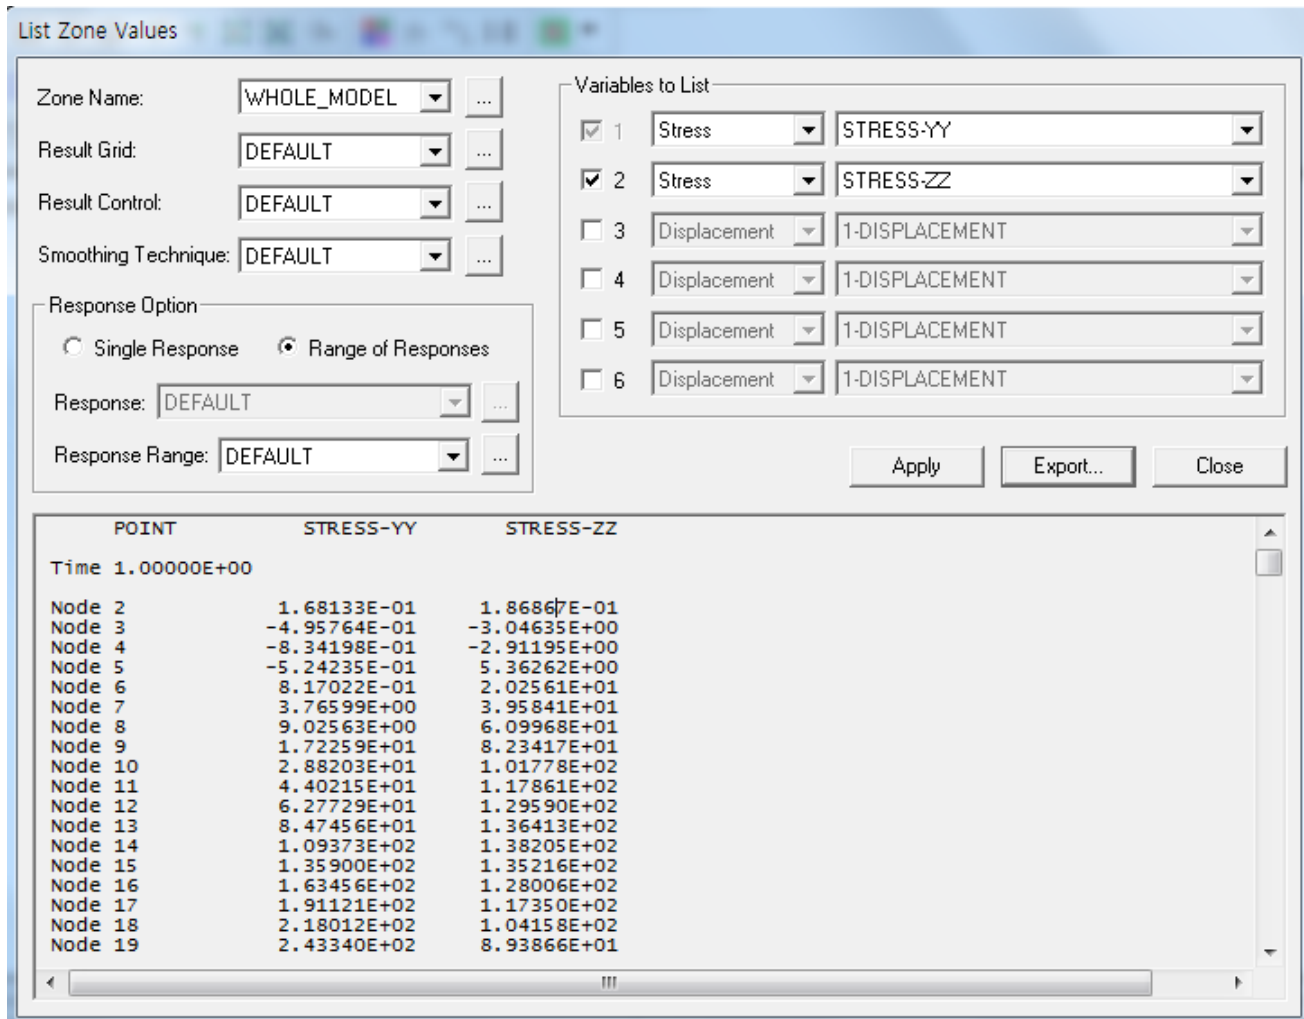 List Zone Values
Zone Name: WHOLE_MODEL ...
Result Grid: DEFAULT ...
Result Control: DEFAULT ...
Smoothing Technique: DEFAULT ...
Response Option
Single Response Range of Responses
Response: DEFAULT ...
Response Range: DEFAULT ...
Variables to List
1 Stress STRESS-YY
2 Stress STRESS-ZZ
3 Displacement 1-DISPLACEMENT
4 Displacement 1-DISPLACEMENT
5 Displacement 1-DISPLACEMENT
6 Displacement 1-DISPLACEMENT
Apply Export... Close
POINT STRESS-YY STRESS-ZZ
Time 1.00000E+00
Node 2 1.68133E-01 1.86867E-01
Node 3 -4.95764E-01 -3.04635E+00
Node 4 -8.34198E-01 -2.91195E+00
Node 5 -5.24235E-01 5.36262E+00
Node 6 8.17022E-01 2.02561E+01
Node 7 3.76599E+00 3.95841E+01
Node 8 9.02563E+00 6.09968E+01
Node 9 1.72259E+01 8.23417E+01
Node 10 2.88203E+01 1.01778E+02
Node 11 4.40215E+01 1.17861E+02
Node 12 6.27729E+01 1.29590E+02
Node 13 8.47456E+01 1.36413E+02
Node 14 1.09373E+02 1.38205E+02
Node 15 1.35900E+02 1.35216E+02
Node 16 1.63456E+02 1.28006E+02
Node 17 1.91121E+02 1.17350E+02
Node 18 2.18012E+02 1.04158E+02
Node 19 2.43340E+02 8.93866E+01